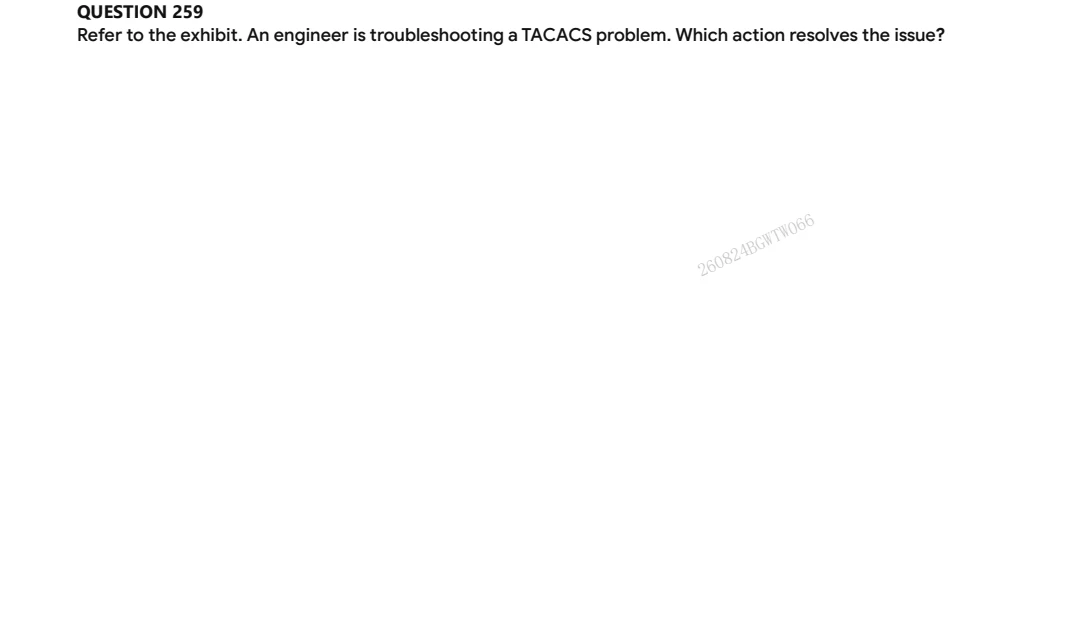 QUESTION 259
Refer to the exhibit. An engineer is troubleshooting a TACACS problem. Which action resolves the issue?
260824BGWTW066